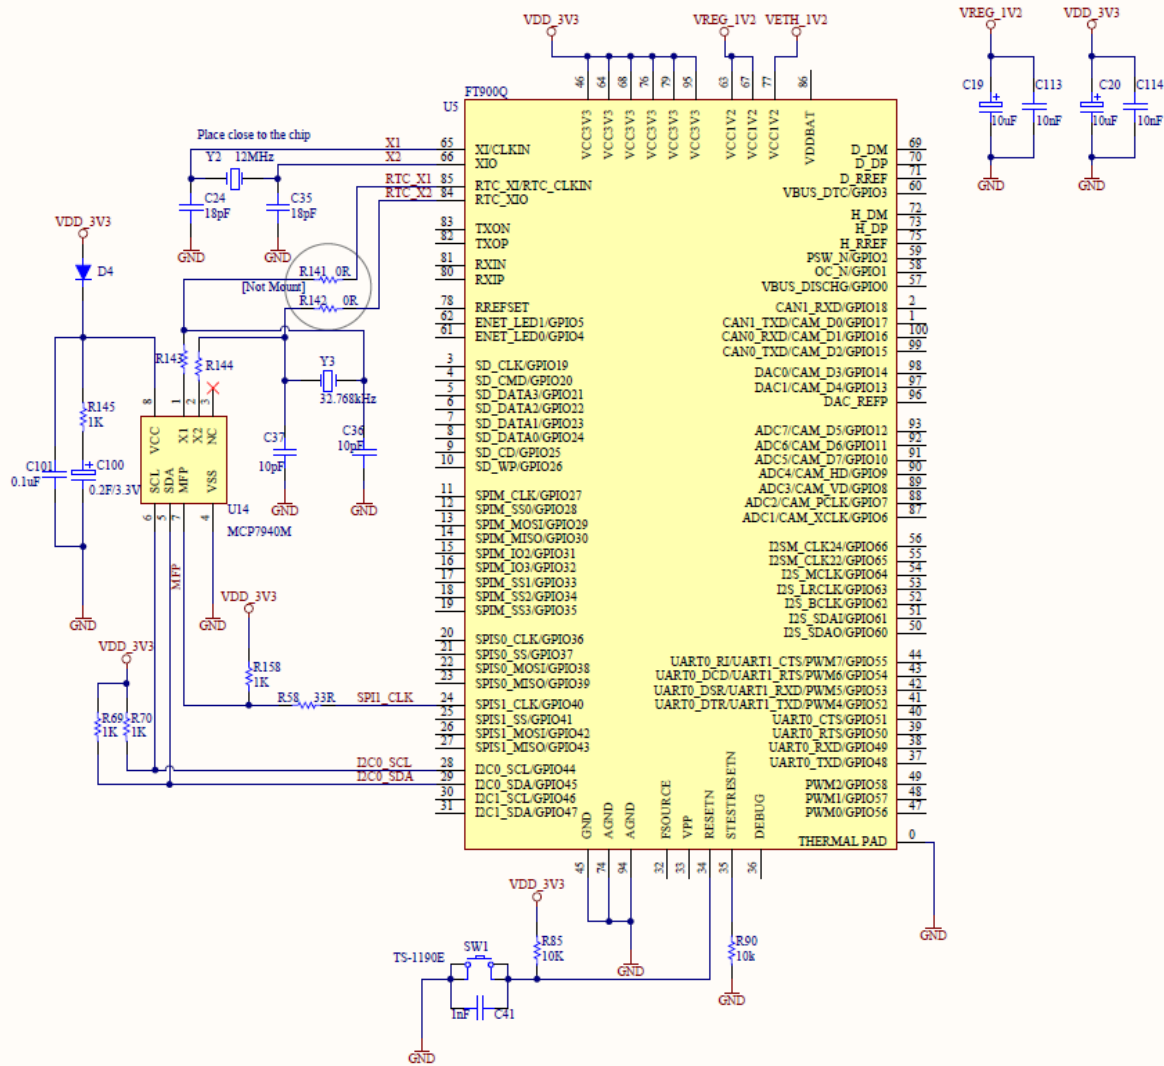 VDD_3V3
VREG_1V2
VETH_1V2
VREG_1V2
VDD_3V3
46
64
68
76
79
95
63
67
77
86
C19
10uF
C113
10nF
C20
10uF
C114
10nF
GND
GND
U5
FT900Q
VCC3V3
VCC3V3
VCC3V3
VCC3V3
VCC3V3
VCC3V3
VCC1V2
VCC1V2
VCC1V2
VDDBAT
Place close to the chip
Y2 12MHz
C24
18pF
C35
18pF
GND
GND
X1 65 XI/CLKIN
X2 66 XIO
RTC_X1 85 RTC_XI/RTC_CLKIN
RTC_X2 84 RTC_XIO
83 TXON
82 TXOP
81 RXIN
80 RXIP
78 RREFSET
62 ENET_LED1/GPIO5
61 ENET_LED0/GPIO4
3 SD_CLK/GPIO19
4 SD_CMD/GPIO20
5 SD_DATA3/GPIO21
6 SD_DATA2/GPIO22
7 SD_DATA1/GPIO23
8 SD_DATA0/GPIO24
9 SD_CD/GPIO25
10 SD_WP/GPIO26
11 SPIM_CLK/GPIO27
12 SPIM_SS0/GPIO28
13 SPIM_MOSI/GPIO29
14 SPIM_MISO/GPIO30
15 SPIM_IO2/GPIO31
16 SPIM_IO3/GPIO32
17 SPIM_SS1/GPIO33
18 SPIM_SS2/GPIO34
19 SPIM_SS3/GPIO35
20 SPIS0_CLK/GPIO36
21 SPIS0_SS/GPIO37
22 SPIS0_MOSI/GPIO38
23 SPIS0_MISO/GPIO39
SPI1_CLK 24 SPIS1_CLK/GPIO40
25 SPIS1_SS/GPIO41
26 SPIS1_MOSI/GPIO42
27 SPIS1_MISO/GPIO43
I2C0_SCL 28 I2C0_SCL/GPIO44
I2C0_SDA 29 I2C0_SDA/GPIO45
30 I2C1_SCL/GPIO46
31 I2C1_SDA/GPIO47
D_DM 69
D_DP 70
D_RREF 71
VBUS_DTC/GPIO3 60
H_DM 72
H_DP 73
H_RREF 75
PSW_N/GPIO2 59
OC_N/GPIO1 58
VBUS_DISCHG/GPIO0 57
CAN1_RXD/GPIO18 2
CAN1_TXD/CAM_D0/GPIO17 1
CAN0_RXD/CAM_D1/GPIO16 100
CAN0_TXD/CAM_D2/GPIO15 99
DAC0/CAM_D3/GPIO14 98
DAC1/CAM_D4/GPIO13 97
DAC_REFP 96
ADC7/CAM_D5/GPIO12 93
ADC6/CAM_D6/GPIO11 92
ADC5/CAM_D7/GPIO10 91
ADC4/CAM_HD/GPIO9 90
ADC3/CAM_VD/GPIO8 89
ADC2/CAM_PCLK/GPIO7 88
ADC1/CAM_XCLK/GPIO6 87
I2SM_CLK24/GPIO66 56
I2SM_CLK22/GPIO65 55
I2S_MCLK/GPIO64 54
I2S_LRCLK/GPIO63 53
I2S_BCLK/GPIO62 52
I2S_SDAI/GPIO61 51
I2S_SDAO/GPIO60 50
UART0_RI/UART1_CTS/PWM7/GPIO55 44
UART0_DCD/UART1_RTS/PWM6/GPIO54 43
UART0_DSR/UART1_RXD/PWM5/GPIO53 42
UART0_DTR/UART1_TXD/PWM4/GPIO52 41
UART0_CTS/GPIO51 40
UART0_RTS/GPIO50 39
UART0_RXD/GPIO49 38
UART0_TXD/GPIO48 37
PWM2/GPIO58 49
PWM1/GPIO57 48
PWM0/GPIO56 47
THERMAL PAD 0
GND
VDD_3V3
D4
R141 0R
[Not Mount]
R142 0R
R143
R144
Y3
32.768kHz
R145
1K
C101
0.1uF
C100
0.2F/3.3V
GND
8
1
2
3
VCC
X1
X2
NC
SCL
SDA
MFP
VSS
6
5
7
4
U14
MCP7940M
C37
10pF
C36
10pF
GND
GND
MFP
GND
VDD_3V3
R158
1K
R58 33R
VDD_3V3
R69
1K
R70
1K
GND
AGND
AGND
FSOURCE
VPP
RESETN
STESTRESETN
DEBUG
45
74
94
32
33
34
35
36
GND
VDD_3V3
R85
10K
R90
10k
GND
TS-1190E
SW1
1nF
C41
GND